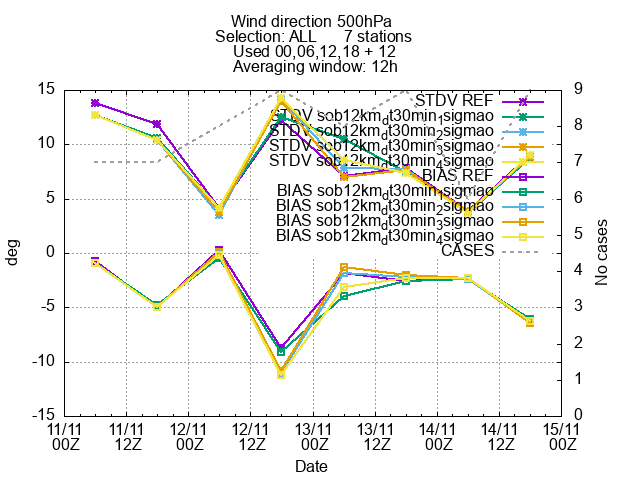 Wind direction 500hPa
Selection: ALL 7 stations
Used 00,06,12,18 + 12
Averaging window: 12h
STDV REF
STDV sob12km_dt30min_1sigmao
STDV sob12km_dt30min_2sigmao
STDV sob12km_dt30min_3sigmao
STDV sob12km_dt30min_4sigmao
BIAS REF
BIAS sob12km_dt30min_1sigmao
BIAS sob12km_dt30min_2sigmao
BIAS sob12km_dt30min_3sigmao
BIAS sob12km_dt30min_4sigmao
CASES
15
10
5
0
-5
-10
-15
deg
9
8
7
6
5
4
3
2
1
0
No cases
11/11 11/11 12/11 12/11 13/11 13/11 14/11 14/11 15/11
00Z 12Z 00Z 12Z 00Z 12Z 00Z 12Z 00Z
Date